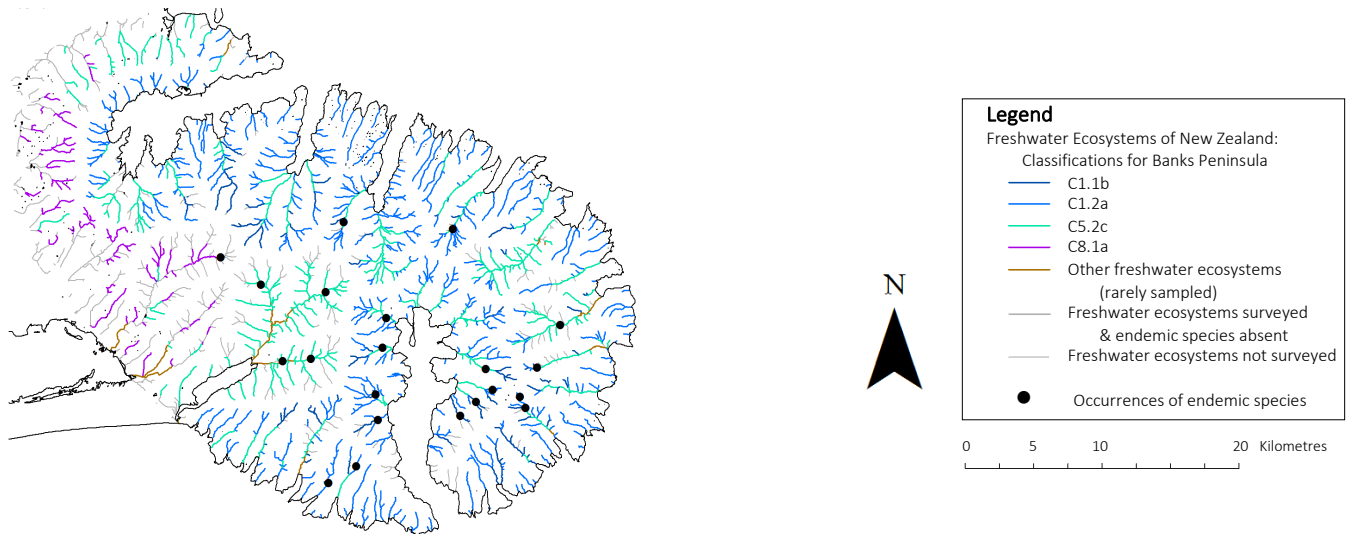 N
Legend
Freshwater Ecosystems of New Zealand:
Classifications for Banks Peninsula
C1.1b
C1.2a
C5.2c
C8.1a
Other freshwater ecosystems
(rarely sampled)
Freshwater ecosystems surveyed
& endemic species absent
Freshwater ecosystems not surveyed
Occurrences of endemic species
0 5 10 20 Kilometres